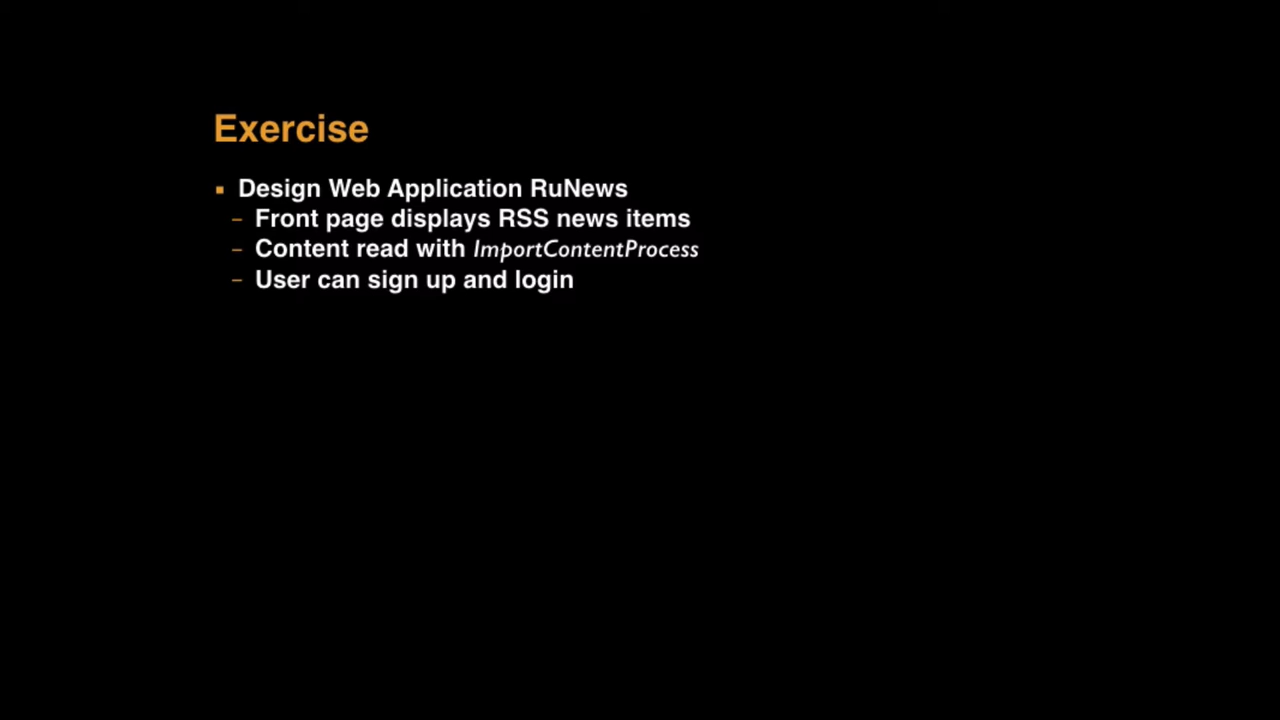 Exercise
▪ Design Web Application RuNews
– Front page displays RSS news items
– Content read with ImportContentProcess
– User can sign up and login